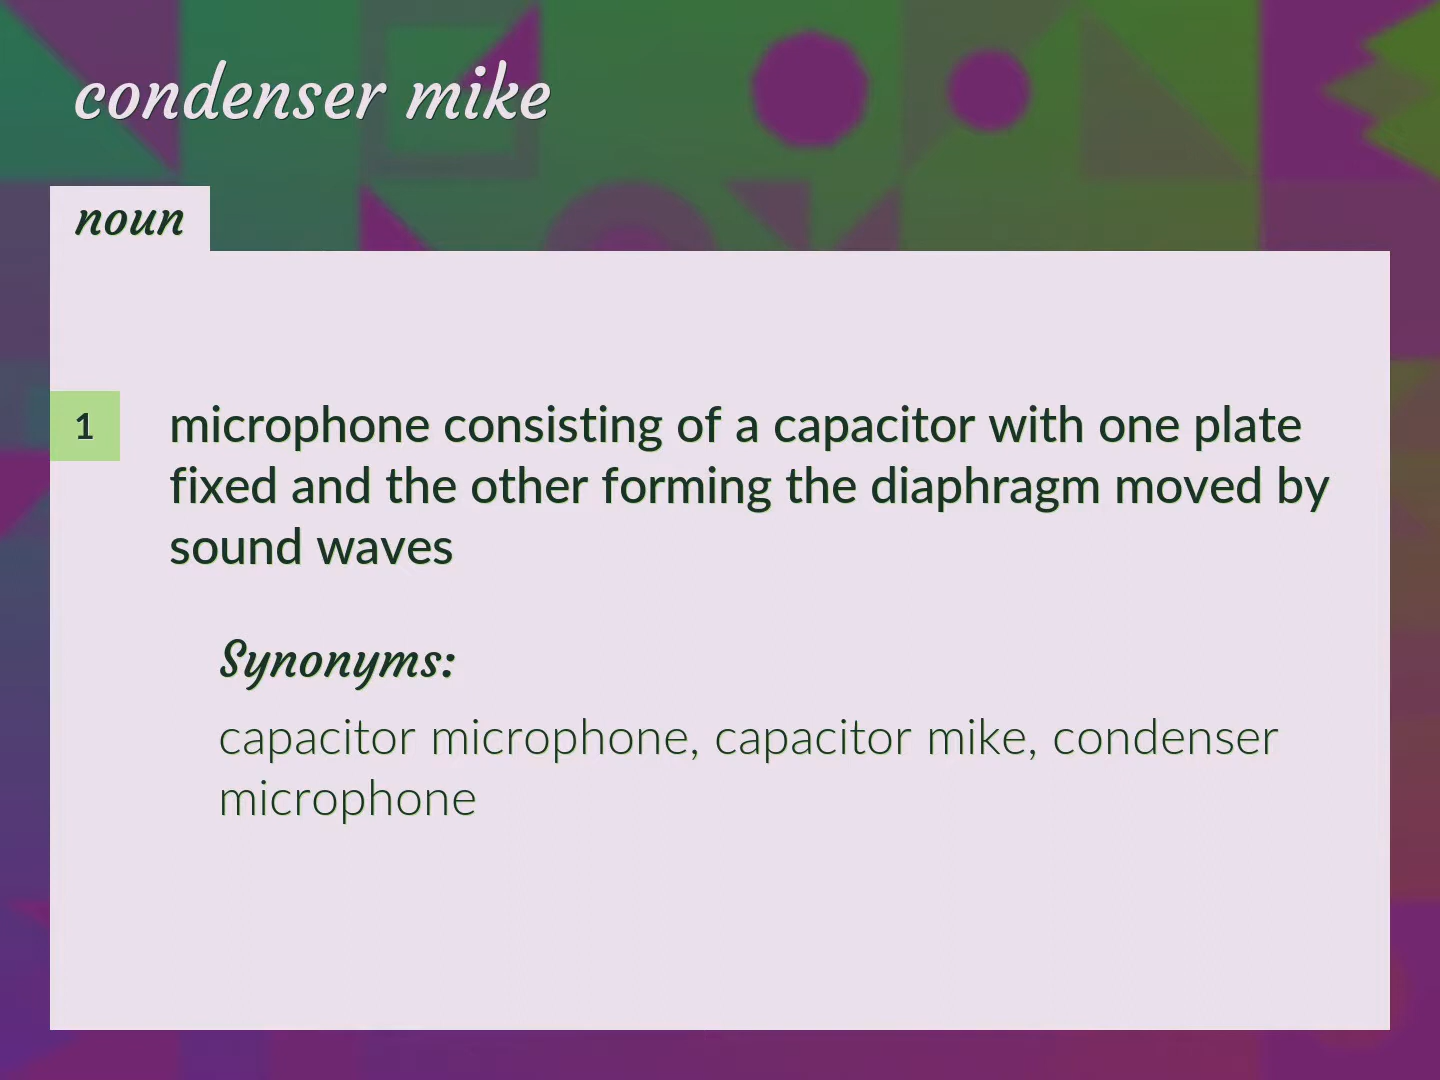 condenser mike
noun
1
microphone consisting of a capacitor with one plate
fixed and the other forming the diaphragm moved by
sound waves
Synonyms:
capacitor microphone, capacitor mike, condenser
microphone